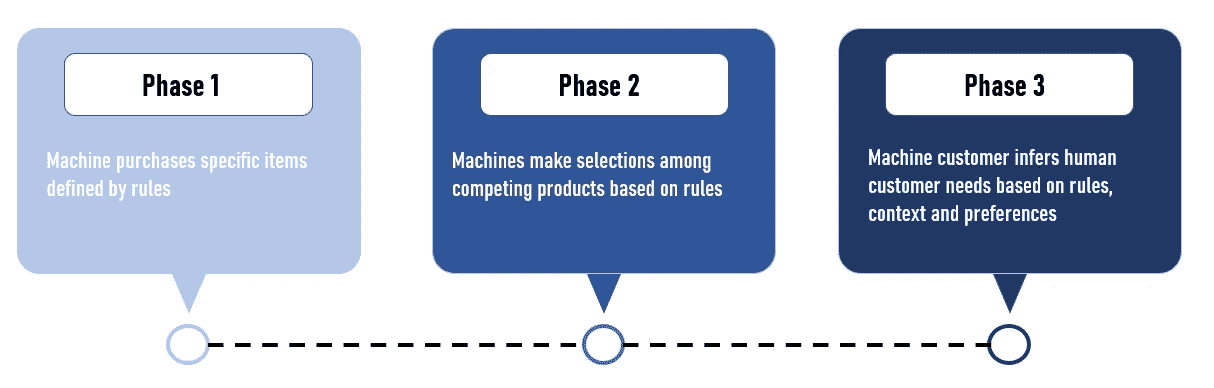 Phase 1
Machine purchases specific items
defined by rules
Phase 2
Machines make selections among
competing products based on rules
Phase 3
Machine customer infers human
customer needs based on rules,
context and preferences